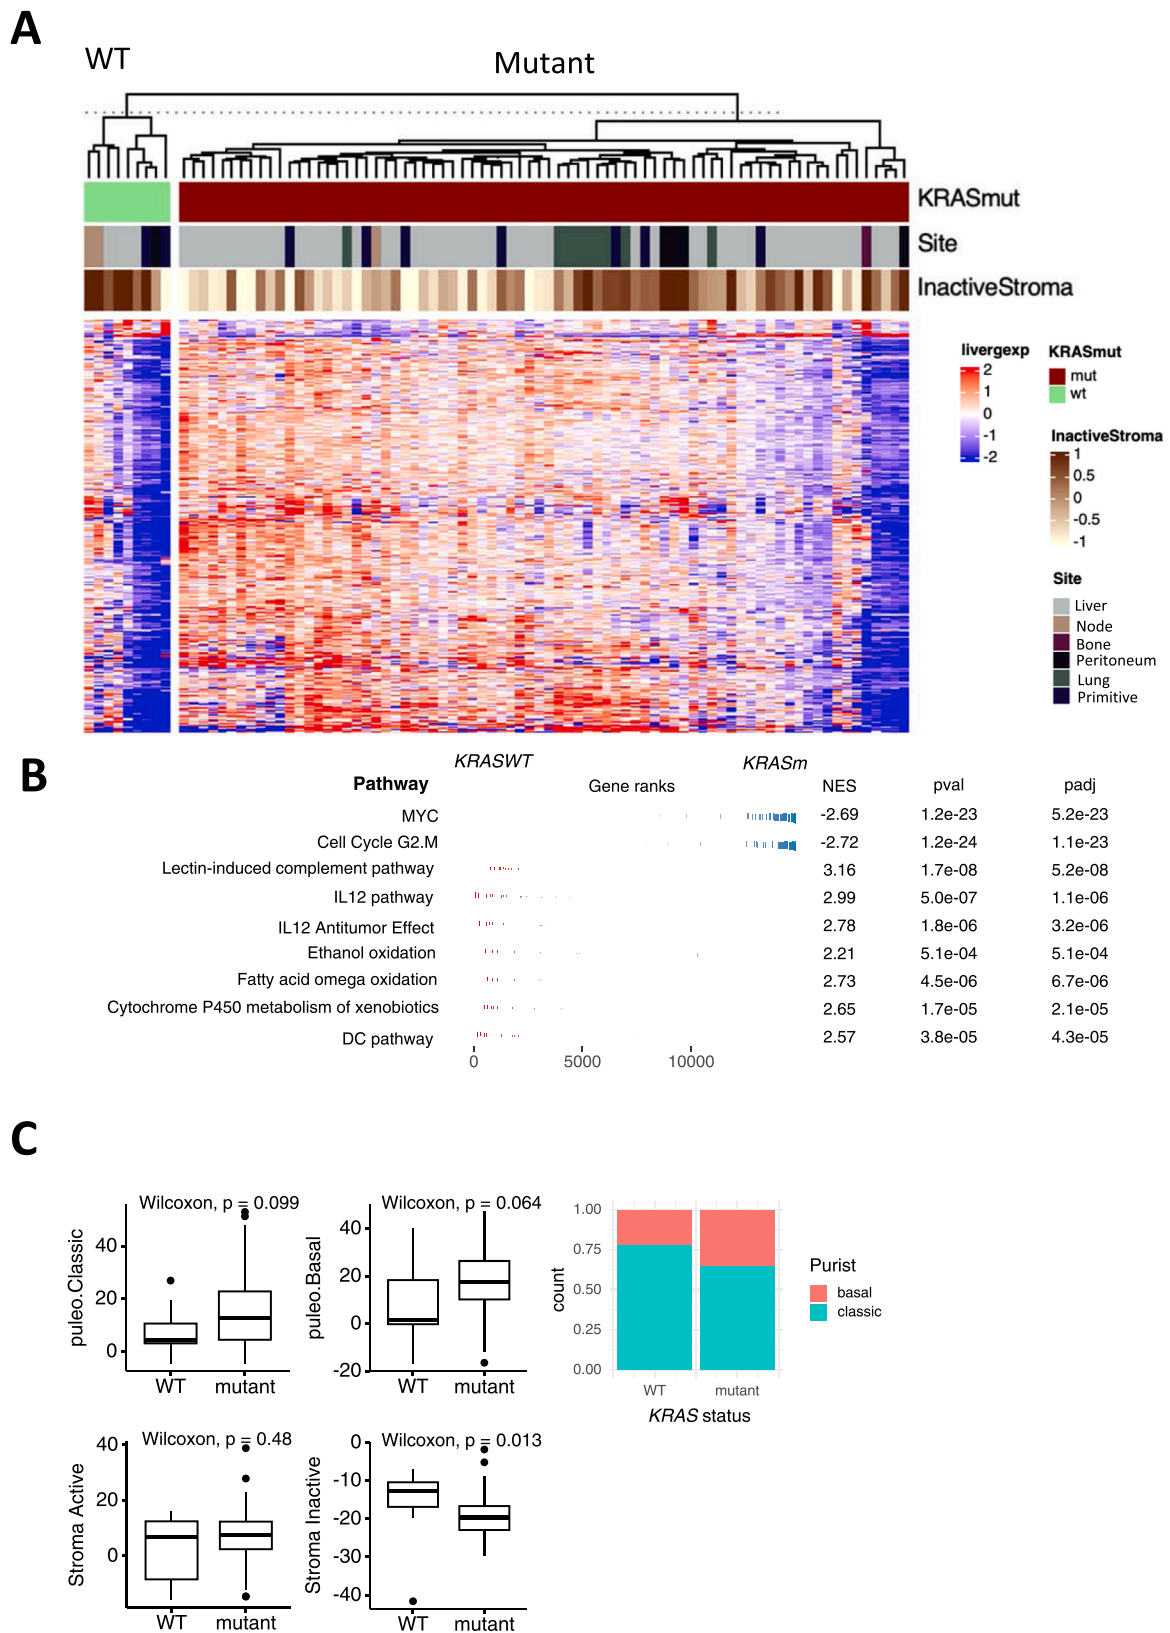 A
WT
Mutant
KRASmut
Site
InactiveStroma
livergexp
2
1
0
-1
-2
KRASmut
mut
wt
InactiveStroma
1
0.5
0
-0.5
-1
Site
Liver
Node
Bone
Peritoneum
Lung
Primitive
B
KRASWT KRASm
Pathway Gene ranks NES pval padj
MYC -2.69 1.2e-23 5.2e-23
Cell Cycle G2.M -2.72 1.2e-24 1.1e-23
Lectin-induced complement pathway 3.16 1.7e-08 5.2e-08
IL12 pathway 2.99 5.0e-07 1.1e-06
IL12 Antitumor Effect 2.78 1.8e-06 3.2e-06
Ethanol oxidation 2.21 5.1e-04 5.1e-04
Fatty acid omega oxidation 2.73 4.5e-06 6.7e-06
Cytochrome P450 metabolism of xenobiotics 2.65 1.7e-05 2.1e-05
DC pathway 2.57 3.8e-05 4.3e-05
0 5000 10000
C
Wilcoxon, p = 0.099
puleo.Classic
40
20
0
WT mutant
Wilcoxon, p = 0.064
puleo.Basal
40
20
0
-20
WT mutant
count
1.00
0.75
0.50
0.25
0.00
WT mutant
KRAS status
Purist
basal
classic
Wilcoxon, p = 0.48
Stroma Active
40
20
0
WT mutant
Wilcoxon, p = 0.013
Stroma Inactive
0
-10
-20
-30
-40
WT mutant